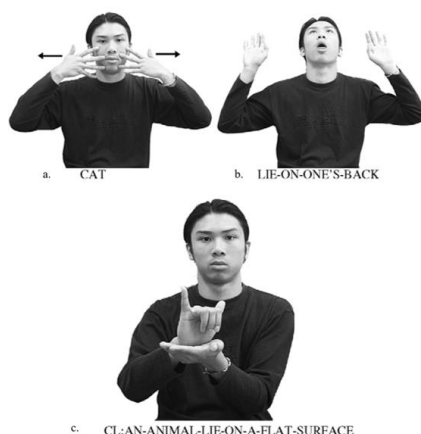 a. CAT
b. LIE-ON-ONE'S-BACK
c. CL:AN-ANIMAL-LIE-ON-A-FLAT-SURFACE